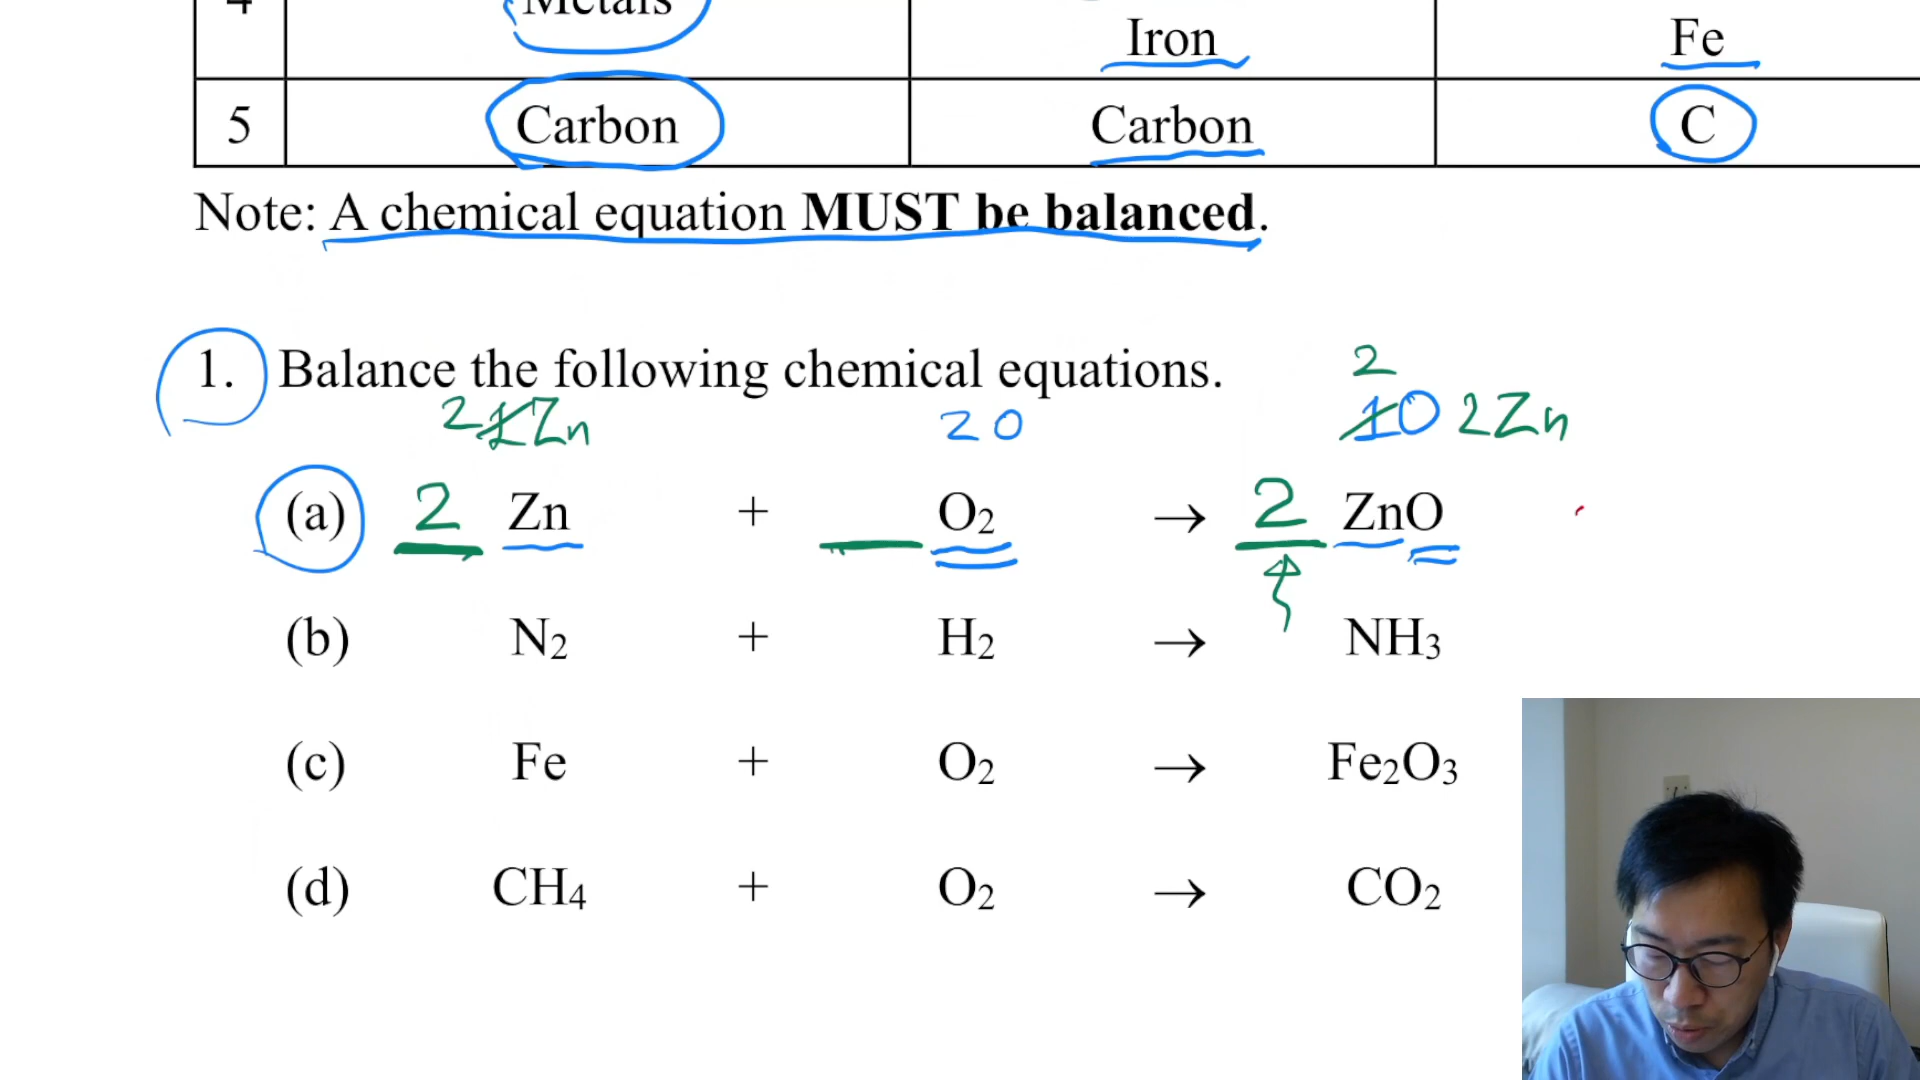 4 Metals Iron Fe
5 Carbon Carbon C
Note: A chemical equation MUST be balanced.
1. Balance the following chemical equations.
2
2 1 Zn 2 O 1 O 2 Zn
(a) 2 Zn + O2 → 2 ZnO
(b) N2 + H2 → NH3
(c) Fe + O2 → Fe2O3
(d) CH4 + O2 → CO2